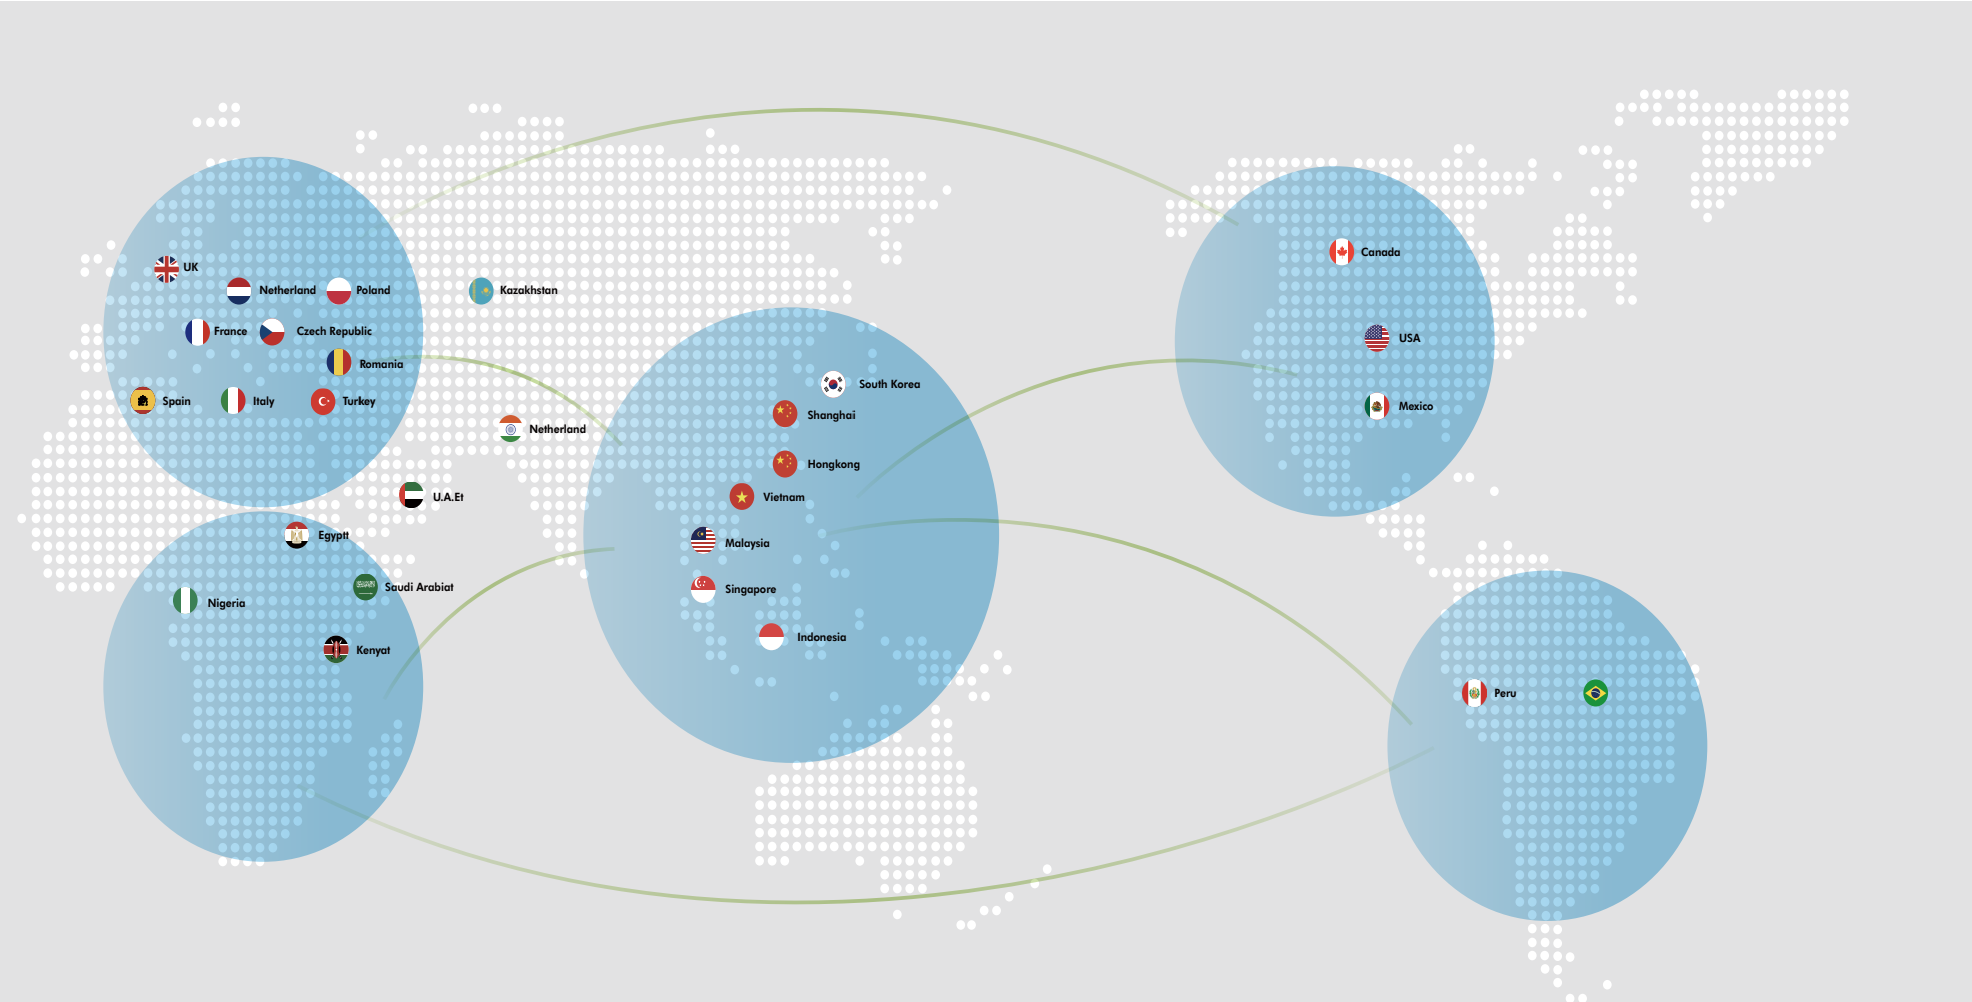 UK
Netherland
Poland
France
Czech Republic
Romania
Spain
Italy
Turkey
Kazakhstan
Netherland
U.A.Et
Egyptt
Saudi Arabiat
Nigeria
Kenyat
South Korea
Shanghai
Hongkong
Vietnam
Malaysia
Singapore
Indonesia
Canada
USA
Mexico
Peru